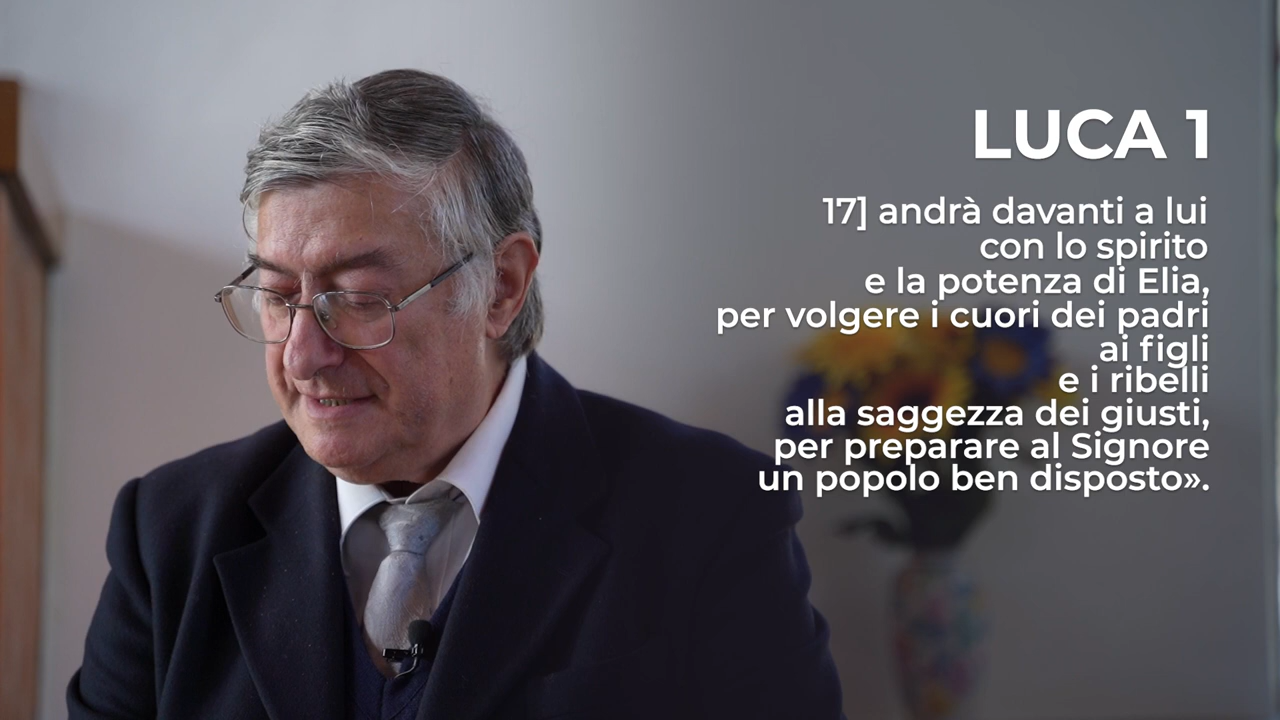 LUCA 1
17] andrà davanti a lui
con lo spirito
e la potenza di Elia,
per volgere i cuori dei padri
ai figli
e i ribelli
alla saggezza dei giusti,
per preparare al Signore
un popolo ben disposto».